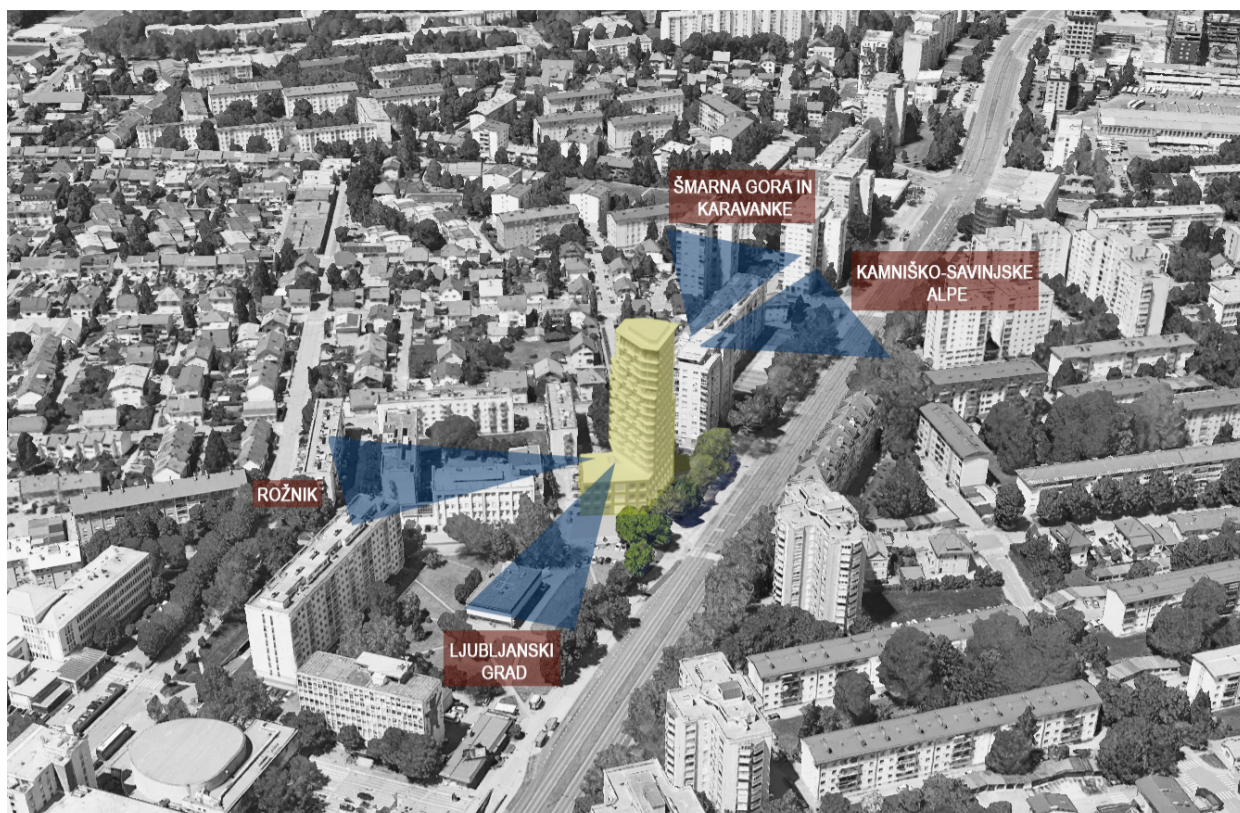 ŠMARNA GORA IN
KARAVANKE
KAMNIŠKO-SAVINJSKE
ALPE
ROŽNIK
LJUBLJANSKI
GRAD